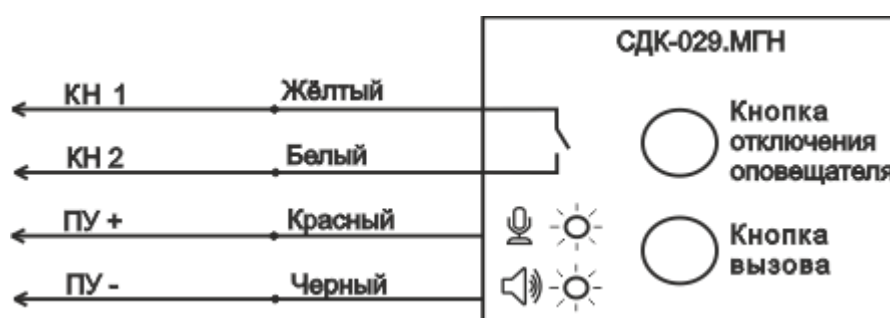 СДК-029.МГН
КН 1 Жёлтый
Кнопка
отключения
оповещателя
КН 2 Белый
ПУ + Красный
Кнопка
вызова
ПУ - Черный